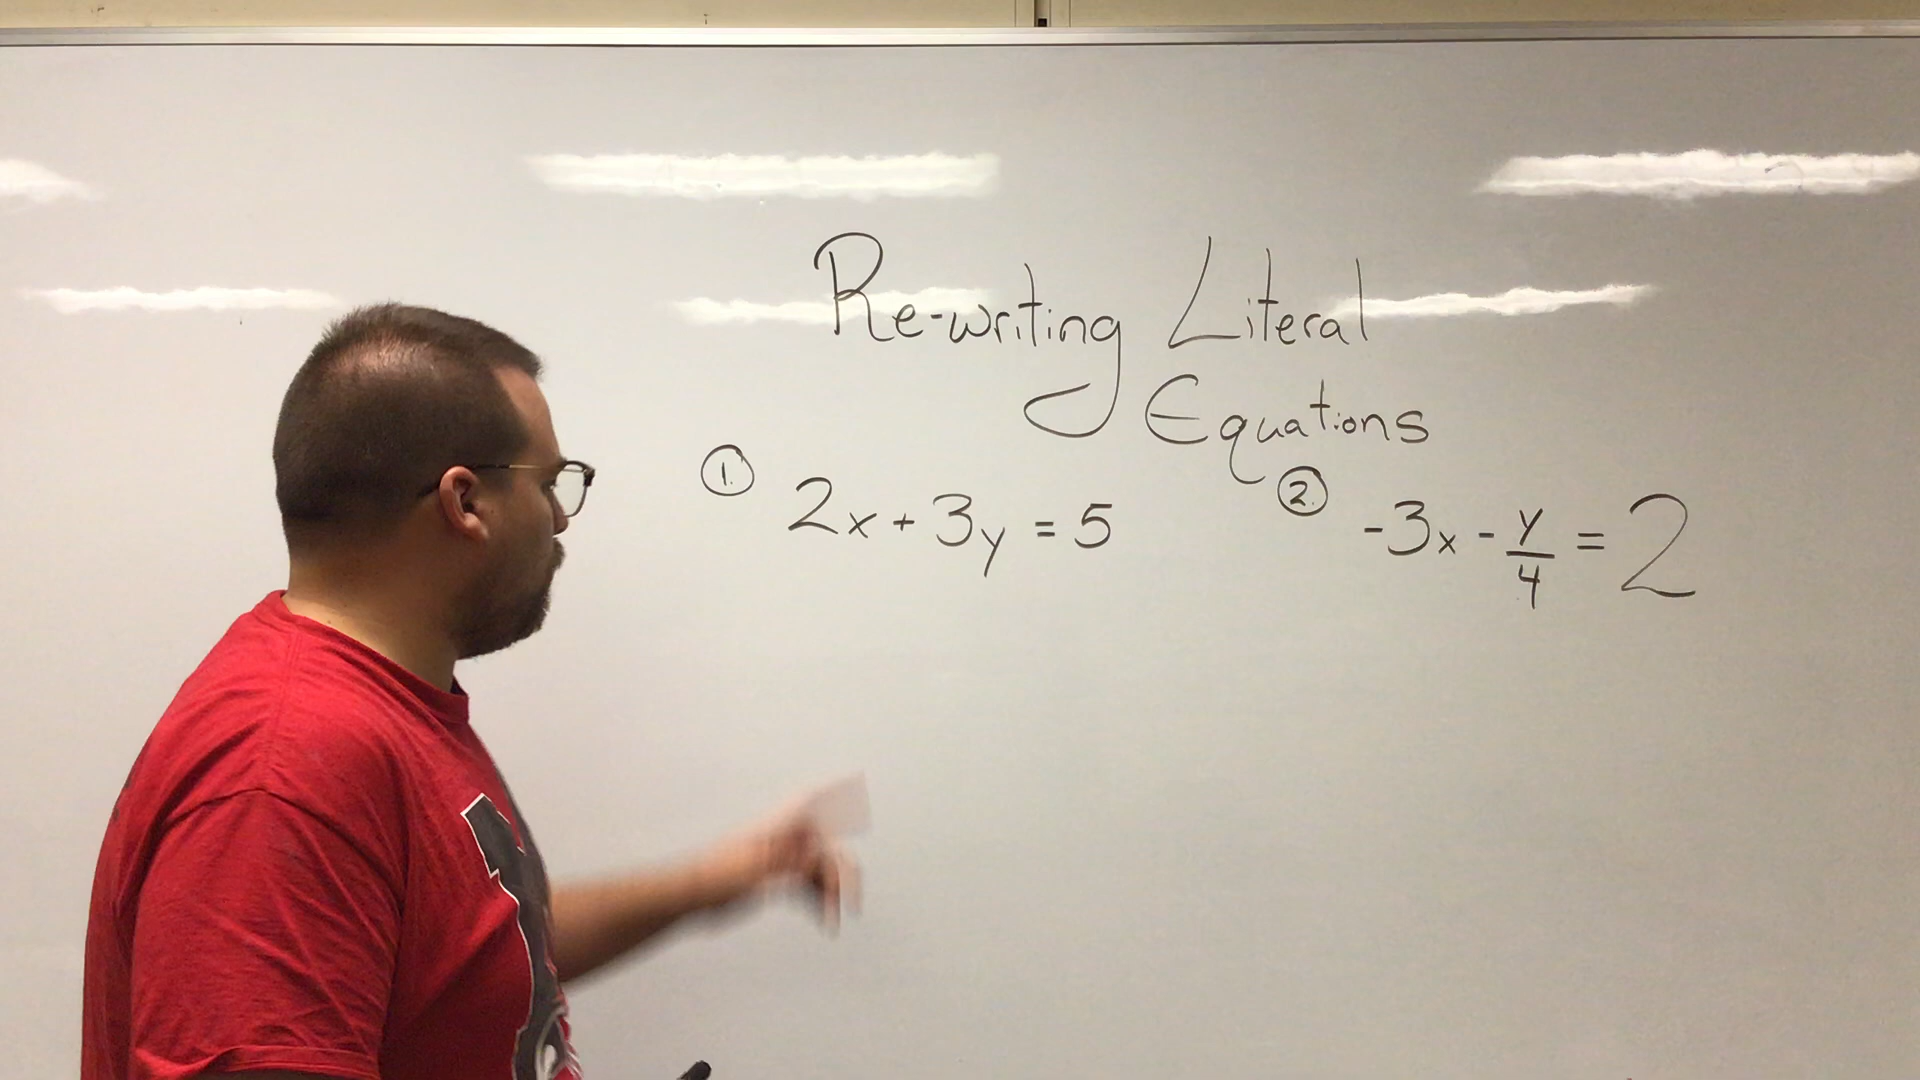 Re-writing Literal
Equations
1. 2x + 3y = 5
2. -3x - y/4 = 2